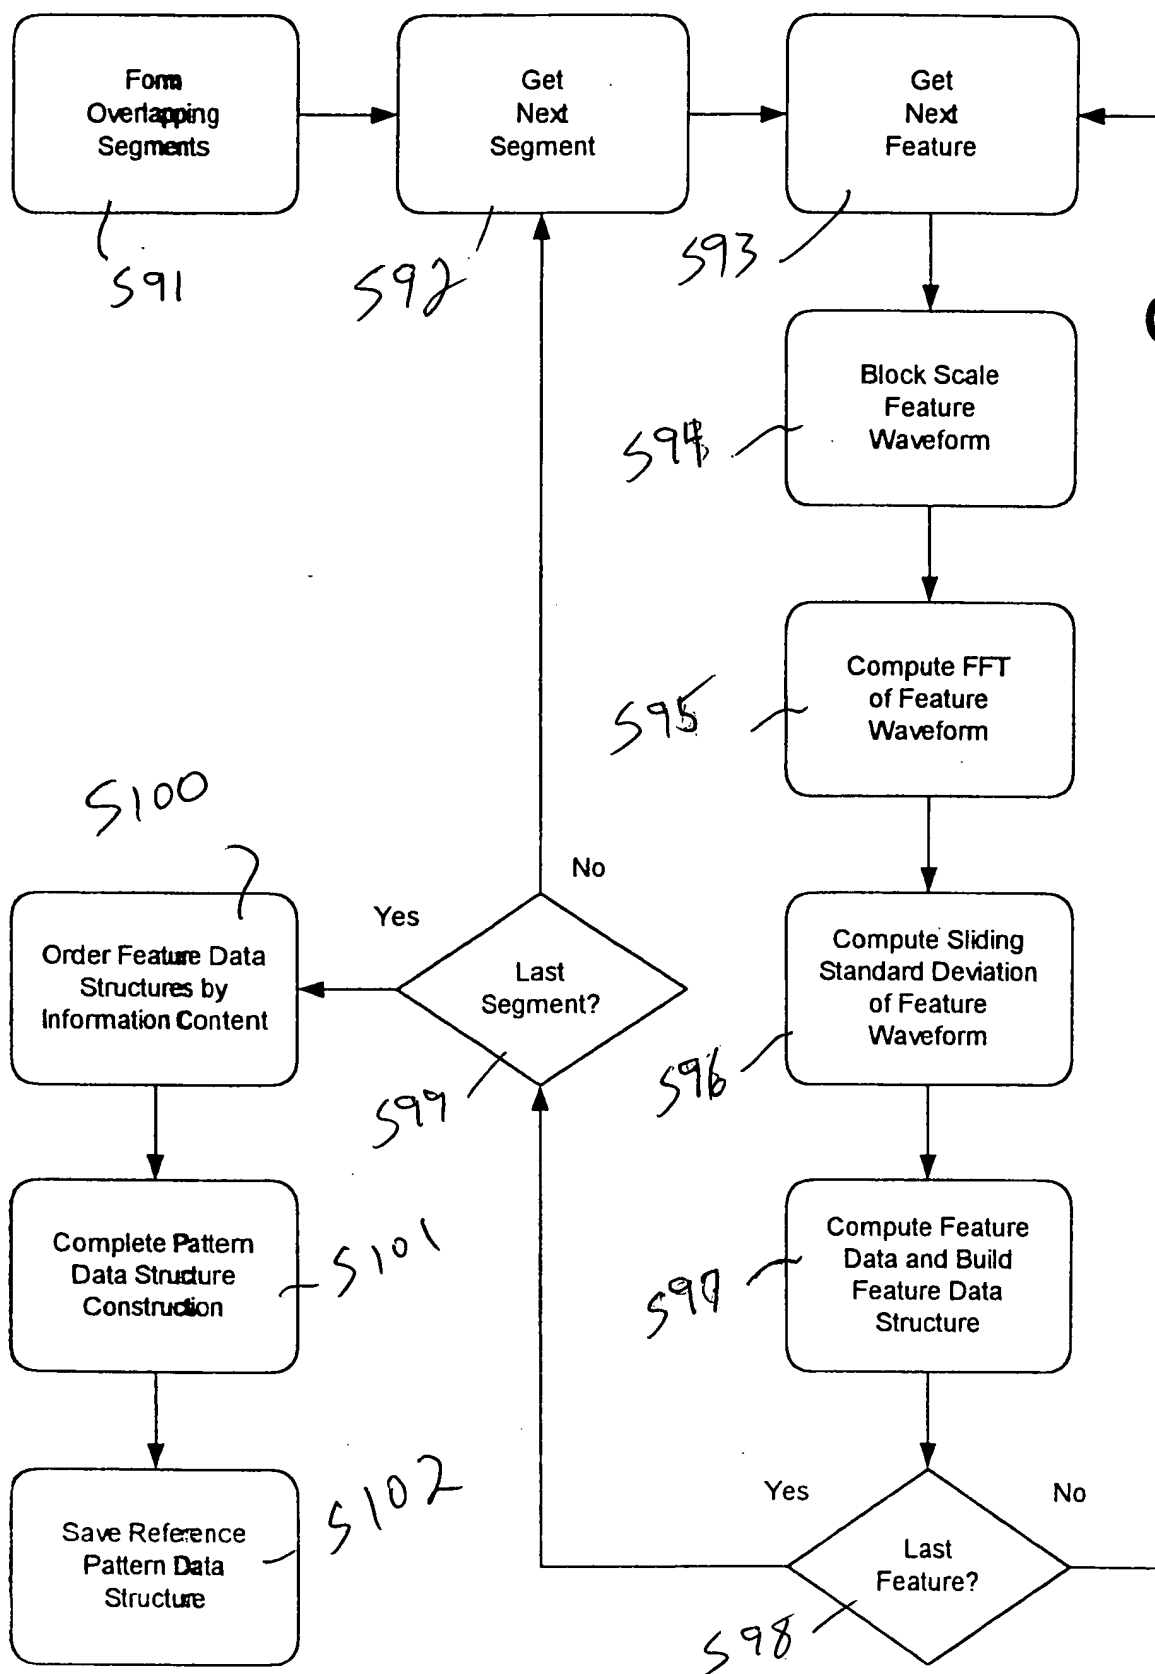 Form
Overlapping
Segments
S91
Get
Next
Segment
S92
Get
Next
Feature
S93
Block Scale
Feature
Waveform
S94
Compute FFT
of Feature
Waveform
S95
Compute Sliding
Standard Deviation
of Feature
Waveform
S96
Compute Feature
Data and Build
Feature Data
Structure
S97
Last
Feature?
Yes
No
S98
Last
Segment?
Yes
No
S99
S100
Order Feature Data
Structures by
Information Content
Complete Pattern
Data Structure
Construction
S101
Save Reference
Pattern Data
Structure
S102